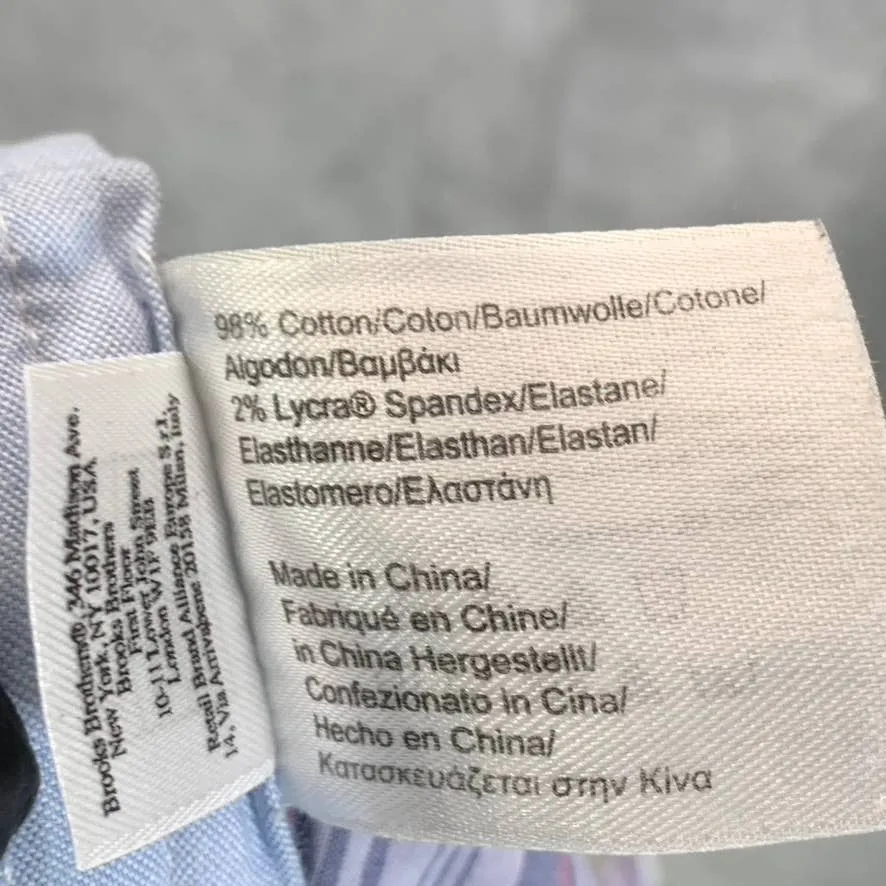 98% Cotton/Coton/Baumwolle/Cotone/
Algodon/Βαμβάκι
2% Lycra® Spandex/Elastane/
Elasthanne/Elasthan/Elastan/
Elastomero/Ελαστάνη
Made in China/
Fabriqué en Chine/
in China Hergestellt/
Confezionato in Cina/
Hecho en China/
Κατασκευάζεται στην Κίνα
Brooks Brothers® 346 Madison Ave.
New York, NY 10017, USA
Brooks Brothers
First Floor
10-11 Lower John Street
London W1F 9EB
Retail Brand Alliance Europe S.r.l.
14, Via Arrivabene 20158 Milan, Italy